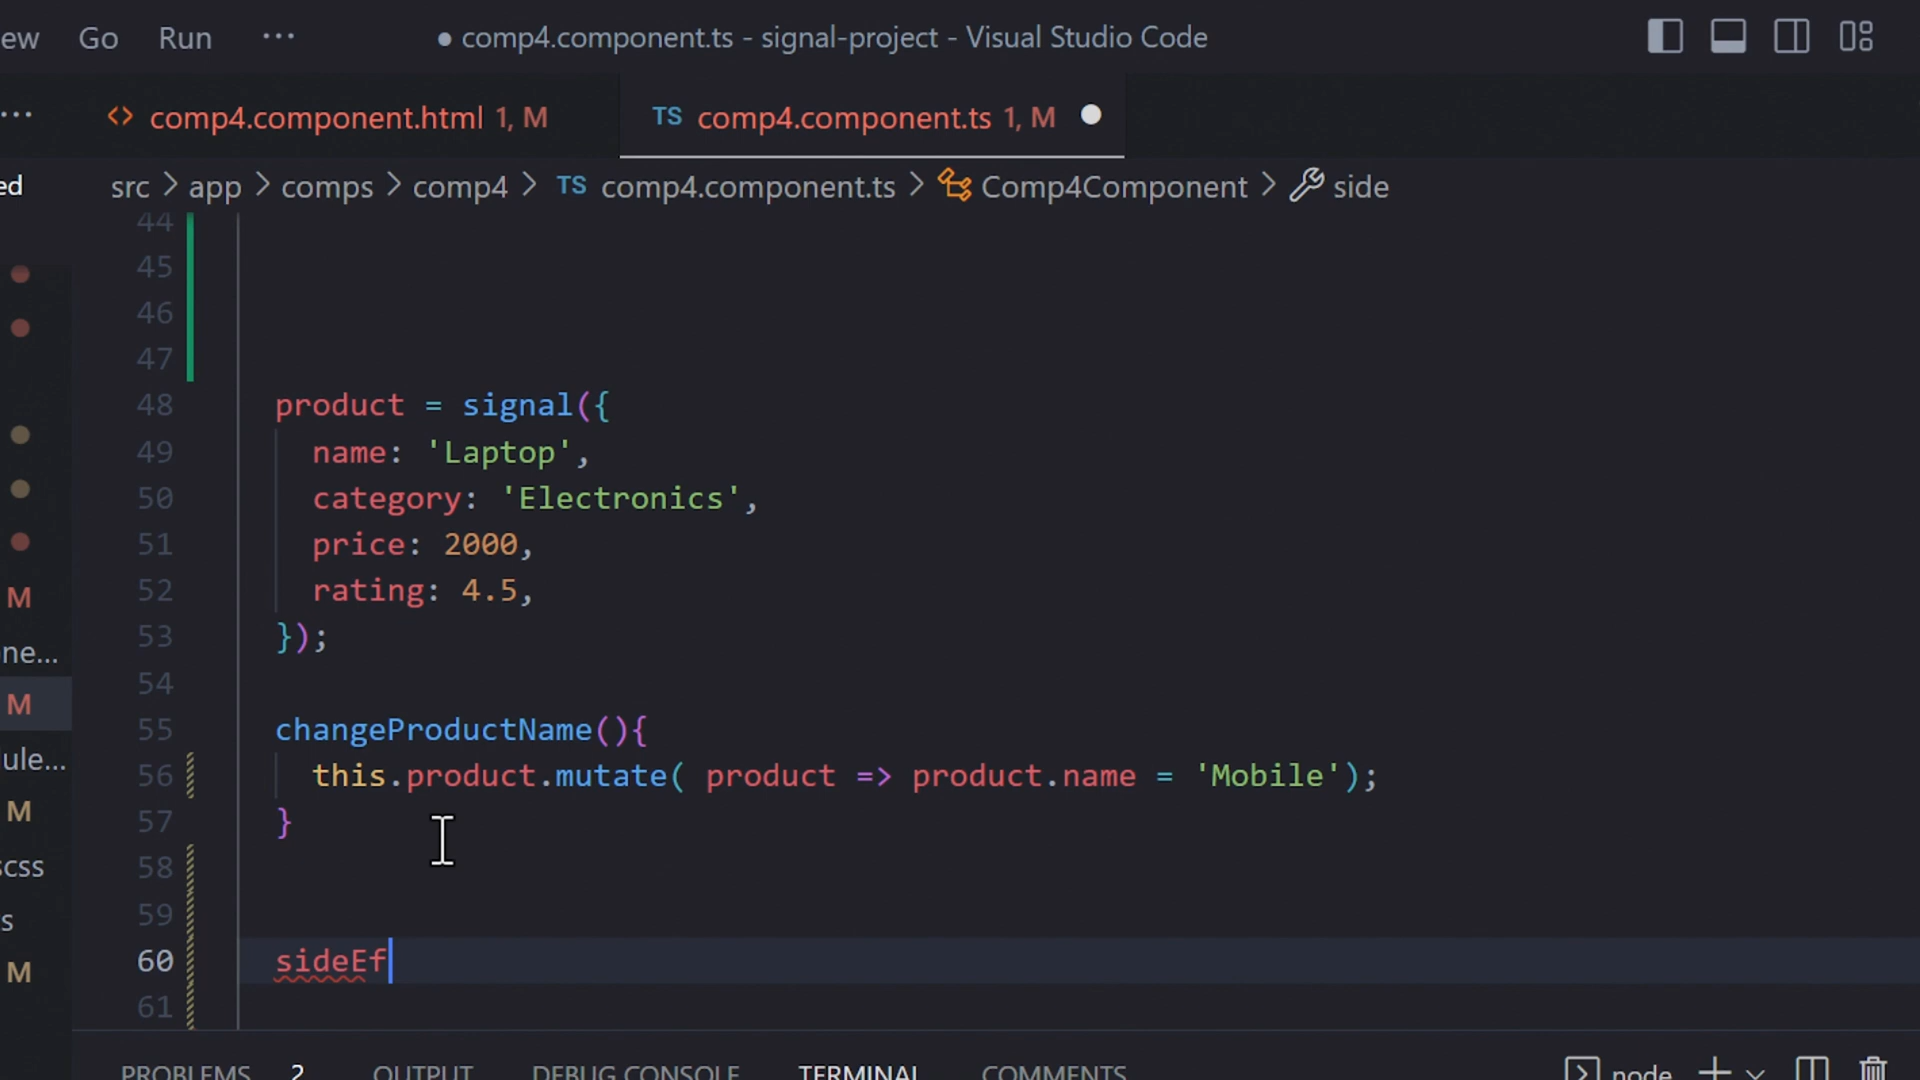 ew Go Run ··· ● comp4.component.ts - signal-project - Visual Studio Code
··· <> comp4.component.html 1, M TS comp4.component.ts 1, M
ed src > app > comps > comp4 > TS comp4.component.ts > Comp4Component > side
44
45
46
47
48 product = signal({
49 name: 'Laptop',
50 category: 'Electronics',
51 price: 2000,
52 rating: 4.5,
M
53 });
ne...
54
M
55 changeProductName(){
ule...
56 this.product.mutate( product => product.name = 'Mobile');
M
57 }
58
scss
59
s
60 sideEf
M
61
PROBLEMS 2 OUTPUT DEBUG CONSOLE TERMINAL COMMENTS node